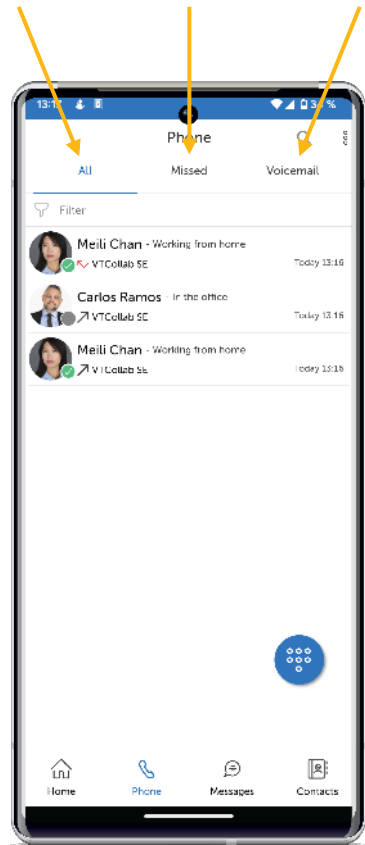 Phone
All Missed Voicemail
Filter
Meili Chan - Working from home
VTCollab SE Today 13:16
Carlos Ramos - In the office
VTCollab SE Today 13:16
Meili Chan - Working from home
VTCollab SE Today 13:15
Home Phone Messages Contacts